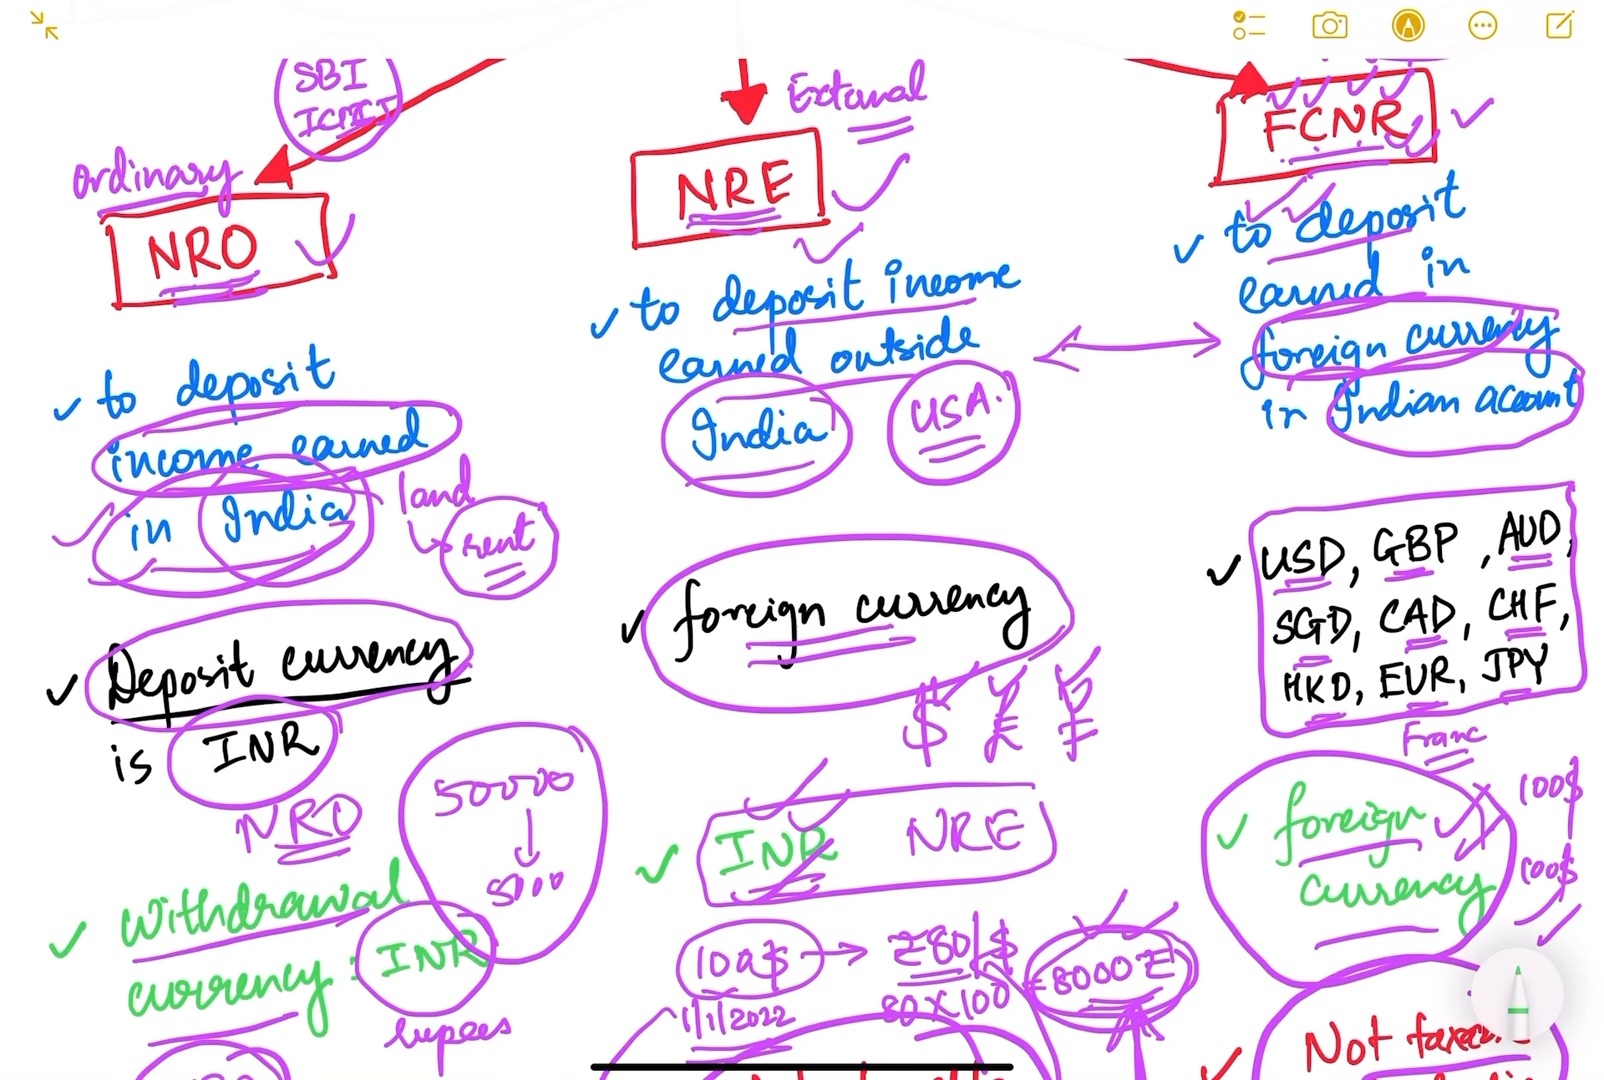 SBI
ordinary
NRO
to deposit
income earned
in India
land
rent
Deposit currency
is INR
NRO
50000
5000
withdrawal
currency : INR
rupees
External
NRE
to deposit income
earned outside
India
USA.
foreign currency
$ £
INR NRE
100$ → ₹80/$ = 8000 ₹
80 x 100
1/1/2022
FCNR
to deposit
earned in
foreign currency
in Indian account
USD, GBP, AUD,
SGD, CAD, CHF,
HKD, EUR, JPY
Franc
foreign
currency
100$
100$
Not